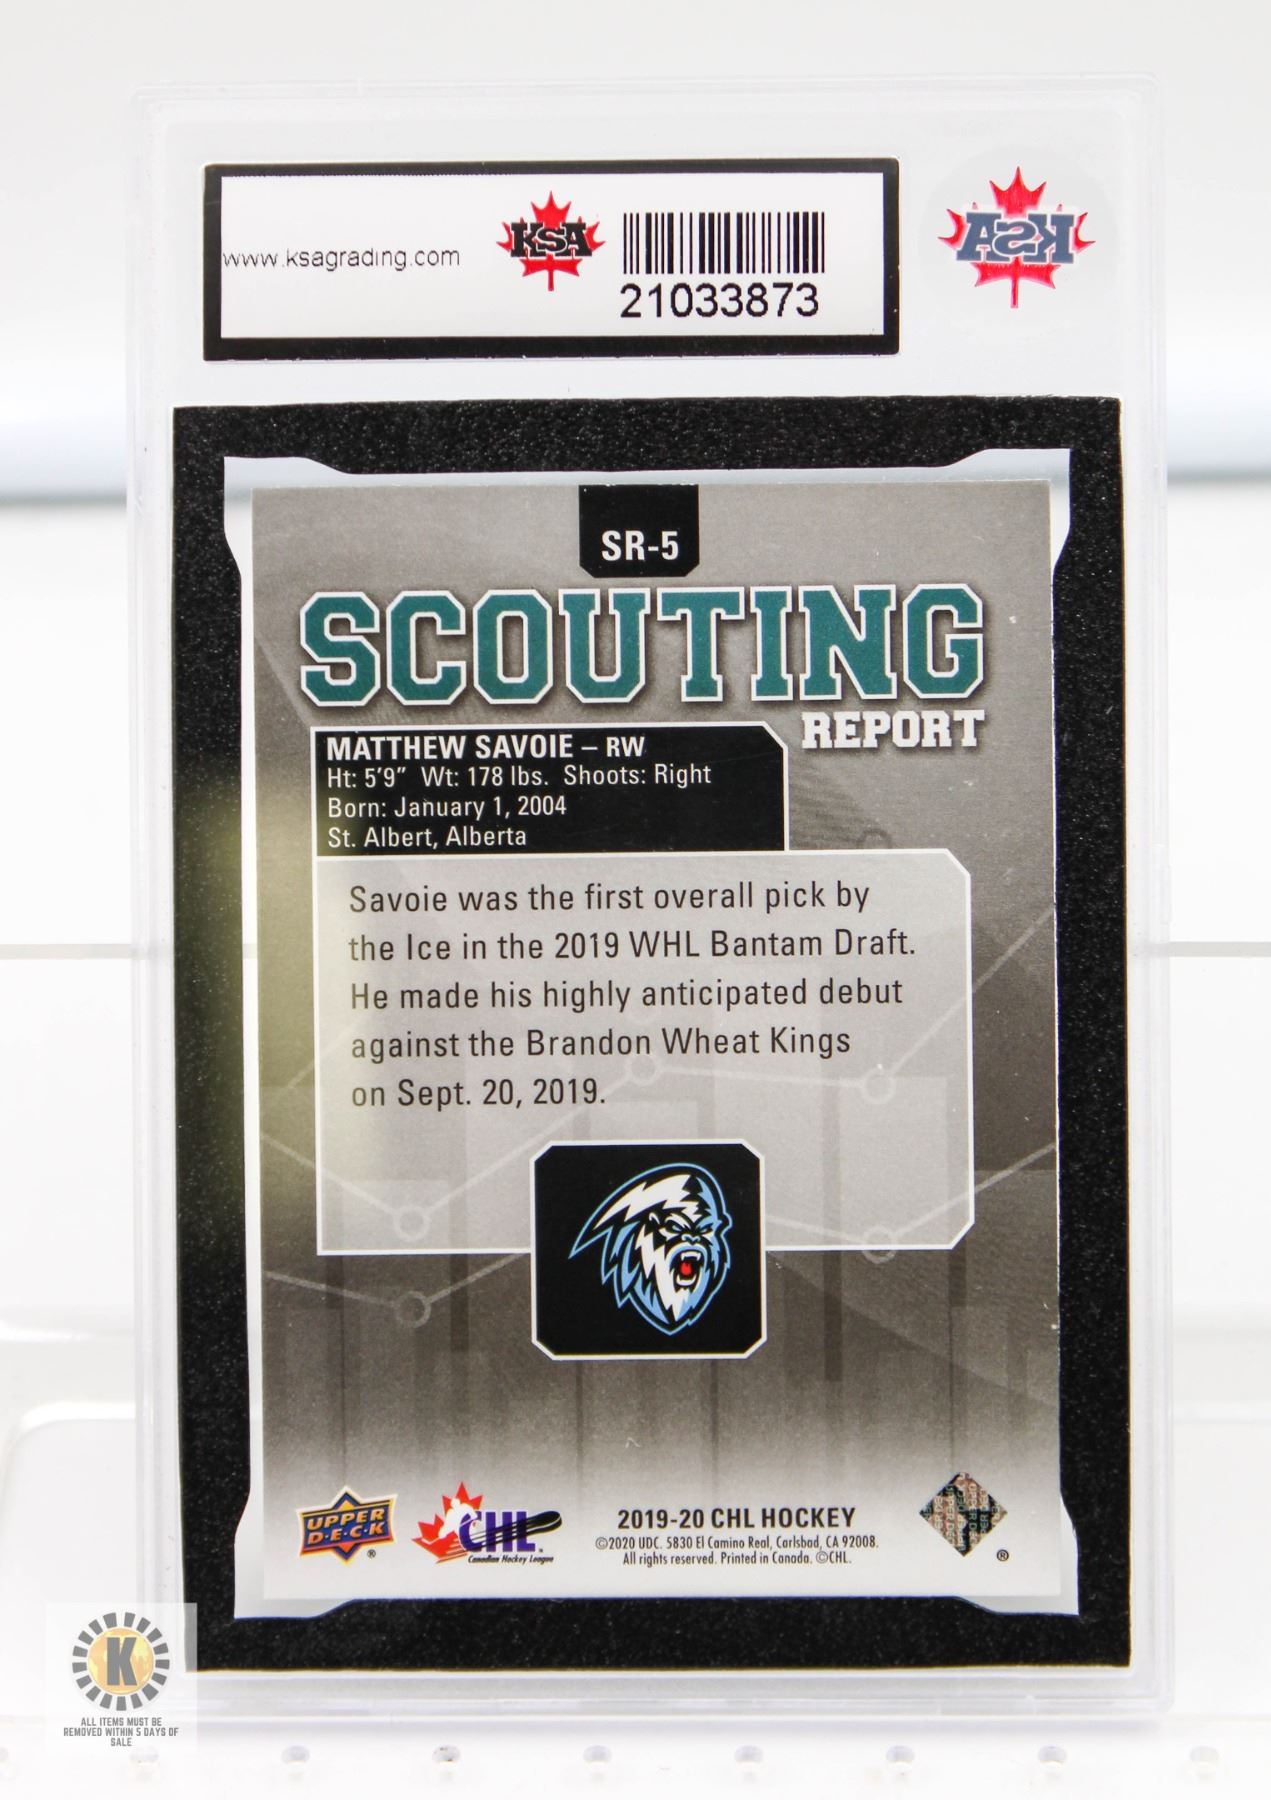 www.ksagrading.com
KSA
21033873
KSA
SR-5
SCOUTING
REPORT
MATTHEW SAVOIE – RW
Ht: 5'9" Wt: 178 lbs. Shoots: Right
Born: January 1, 2004
St. Albert, Alberta
Savoie was the first overall pick by
the Ice in the 2019 WHL Bantam Draft.
He made his highly anticipated debut
against the Brandon Wheat Kings
on Sept. 20, 2019.
UPPER
D·E·C·K
®
CHL
Canadian Hockey League
2019-20 CHL HOCKEY
©2020 UDC. 5830 El Camino Real, Carlsbad, CA 92008.
All rights reserved. Printed in Canada. ©CHL.
®
K
ALL ITEMS MUST BE
REMOVED WITHIN 5 DAYS OF
SALE